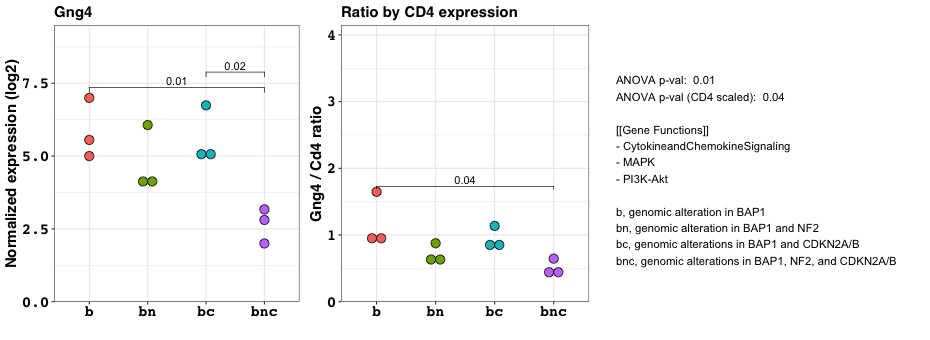 Gng4
Normalized expression (log2)
7.5
5.0
2.5
0.0
0.01
0.02
b
bn
bc
bnc
Ratio by CD4 expression
Gng4 / Cd4 ratio
4
3
2
1
0
0.04
b
bn
bc
bnc
ANOVA p-val:  0.01
ANOVA p-val (CD4 scaled):  0.04
[[Gene Functions]]
- CytokineandChemokineSignaling
- MAPK
- PI3K-Akt
b, genomic alteration in BAP1
bn, genomic alteration in BAP1 and NF2
bc, genomic alterations in BAP1 and CDKN2A/B
bnc, genomic alterations in BAP1, NF2, and CDKN2A/B